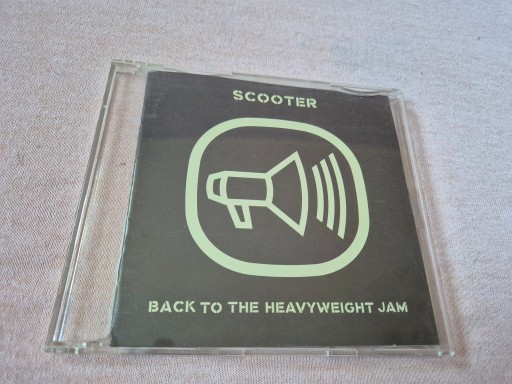 SCOOTER
BACK TO THE HEAVYWEIGHT JAM